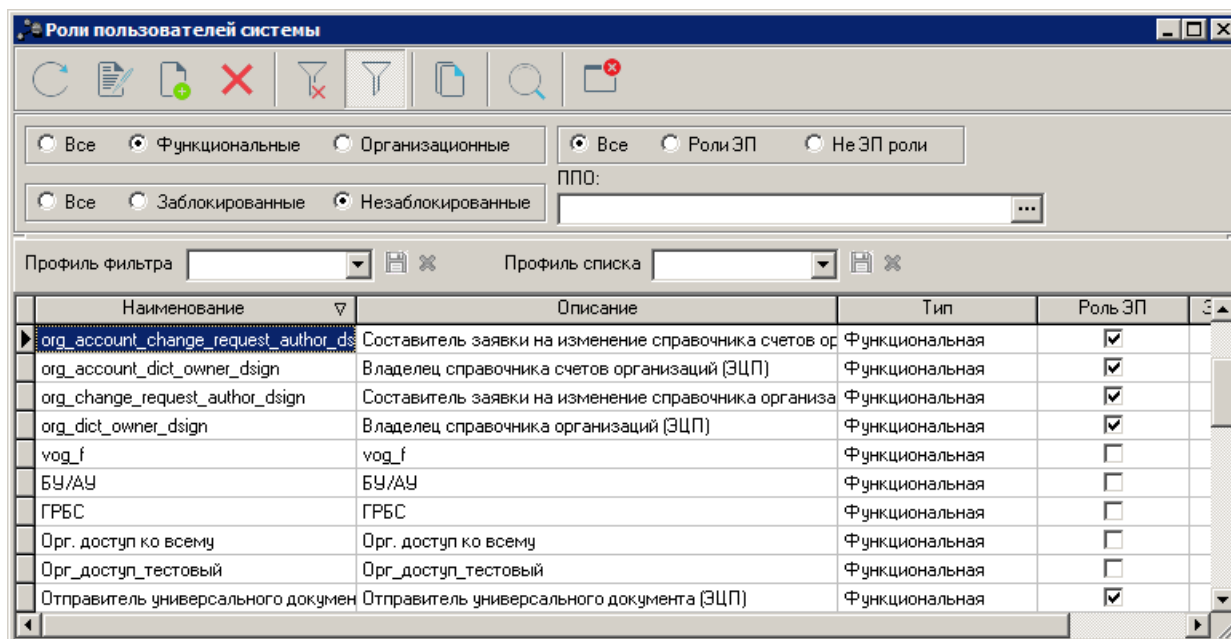 Роли пользователей системы
Все Функциональные Организационные Все Роли ЭП Не ЭП роли
ППО:
Все Заблокированные Незаблокированные ...
Профиль фильтра Профиль списка
Наименование Описание Тип Роль ЭП
org_account_change_request_author_ds Составитель заявки на изменение справочника счетов ор Функциональная
org_account_dict_owner_dsign Владелец справочника счетов организаций (ЭЦП) Функциональная
org_change_request_author_dsign Составитель заявки на изменение справочника организа Функциональная
org_dict_owner_dsign Владелец справочника организаций (ЭЦП) Функциональная
vog_f vog_f Функциональная
БУ/АУ БУ/АУ Функциональная
ГРБС ГРБС Функциональная
Орг. доступ ко всему Орг. доступ ко всему Функциональная
Орг_доступ_тестовый Орг_доступ_тестовый Функциональная
Отправитель универсального докумен Отправитель универсального документа (ЭЦП) Функциональная